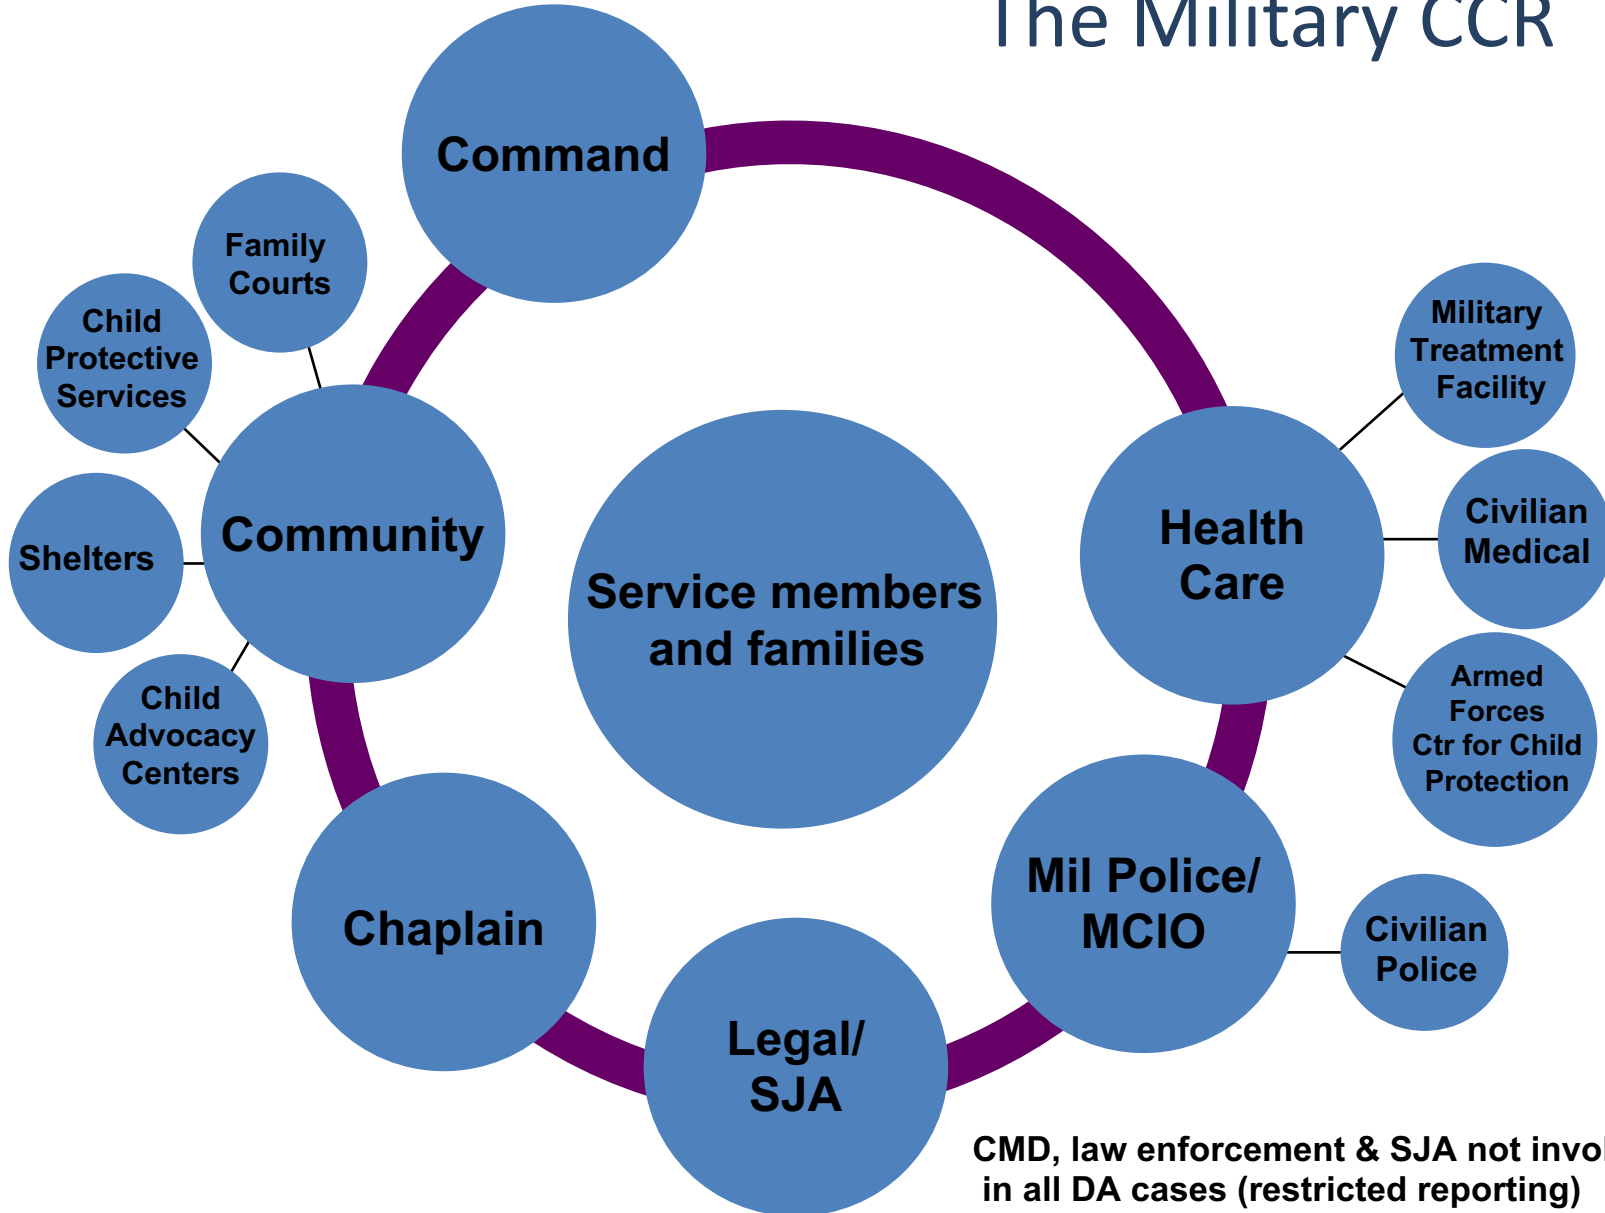 The Military CCR
Command
Family
Courts
Child
Protective
Services
Shelters
Community
Child
Advocacy
Centers
Service members
and families
Health
Care
Military
Treatment
Facility
Civilian
Medical
Armed
Forces
Ctr for Child
Protection
Mil Police/
MCIO
Civilian
Police
Chaplain
Legal/
SJA
CMD, law enforcement & SJA not invol
in all DA cases (restricted reporting)